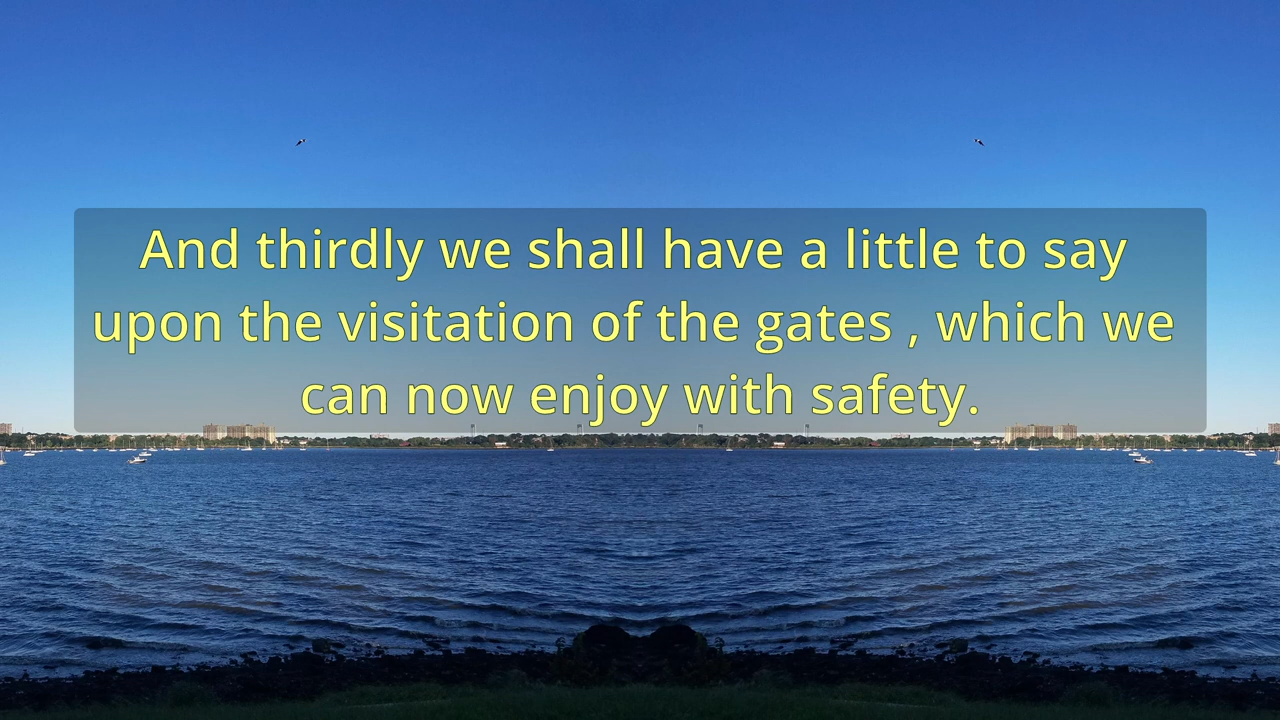 And thirdly we shall have a little to say
upon the visitation of the gates , which we
can now enjoy with safety.